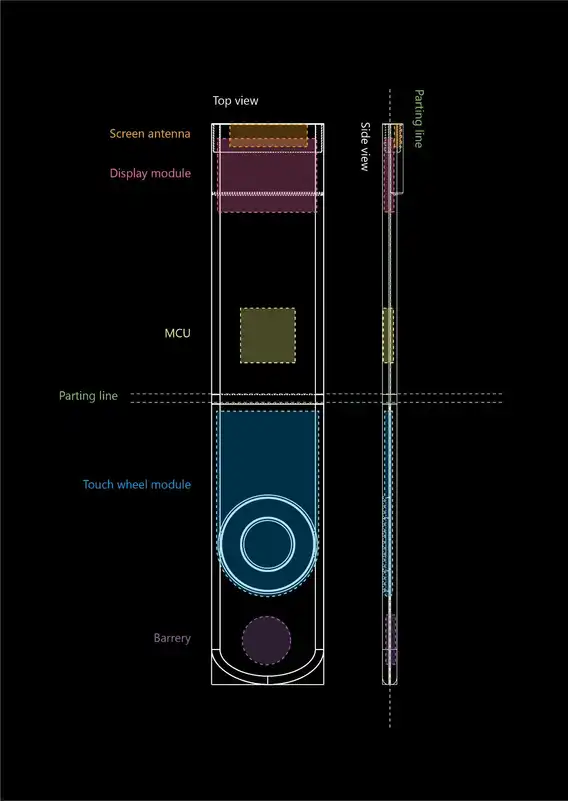 Top view
Parting line
Side view
Screen antenna
Display module
MCU
Parting line
Touch wheel module
Barrery